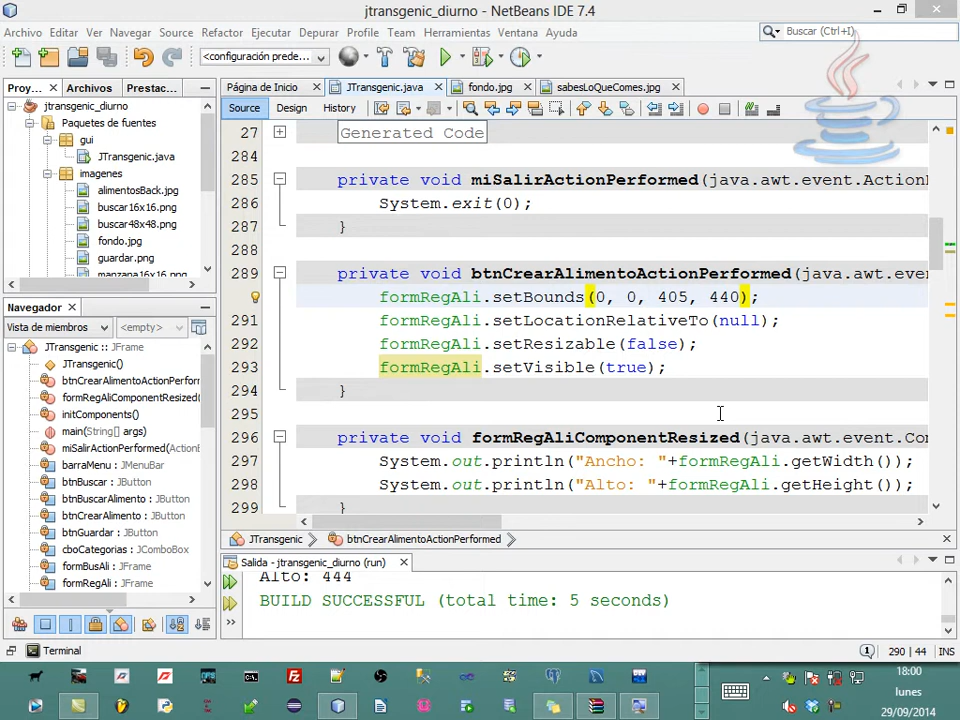 jtransgenic_diurno - NetBeans IDE 7.4
Archivo Editar Ver Navegar Source Refactor Ejecutar Depurar Profile Team Herramientas Ventana Ayuda
Buscar (Ctrl+I)
<configuración prede...
Proy... Archivos Prestac...
Página de Inicio JTransgenic.java fondo.jpg sabesLoQueComes.jpg
Source Design History
jtransgenic_diurno
Paquetes de fuentes
gui
JTransgenic.java
imagenes
alimentosBack.jpg
buscar16x16.png
buscar48x48.png
fondo.jpg
guardar.png
manzana16x16.png
27 Generated Code
284
285 private void miSalirActionPerformed(java.awt.event.ActionE
286 System.exit(0);
287 }
288
289 private void btnCrearAlimentoActionPerformed(java.awt.eve
formRegAli.setBounds(0, 0, 405, 440);
291 formRegAli.setLocationRelativeTo(null);
292 formRegAli.setResizable(false);
293 formRegAli.setVisible(true);
294 }
295
296 private void formRegAliComponentResized(java.awt.event.Co
297 System.out.println("Ancho: "+formRegAli.getWidth());
298 System.out.println("Alto: "+formRegAli.getHeight());
299 }
Navegador
Vista de miembros <empty>
JTransgenic :: JFrame
JTransgenic()
btnCrearAlimentoActionPerfor
formRegAliComponentResized(
initComponents()
main(String[] args)
miSalirActionPerformed(ActionE
barraMenu : JMenuBar
btnBuscar : JButton
btnBuscarAlimento : JButton
btnCrearAlimento : JButton
btnGuardar : JButton
cboCategorias : JComboBox
formBusAli : JFrame
formRegAli : JFrame
JTransgenic btnCrearAlimentoActionPerformed
Salida - jtransgenic_diurno (run)
Alto: 444
BUILD SUCCESSFUL (total time: 5 seconds)
Terminal
1 290 | 44 INS
18:00
lunes
29/09/2014